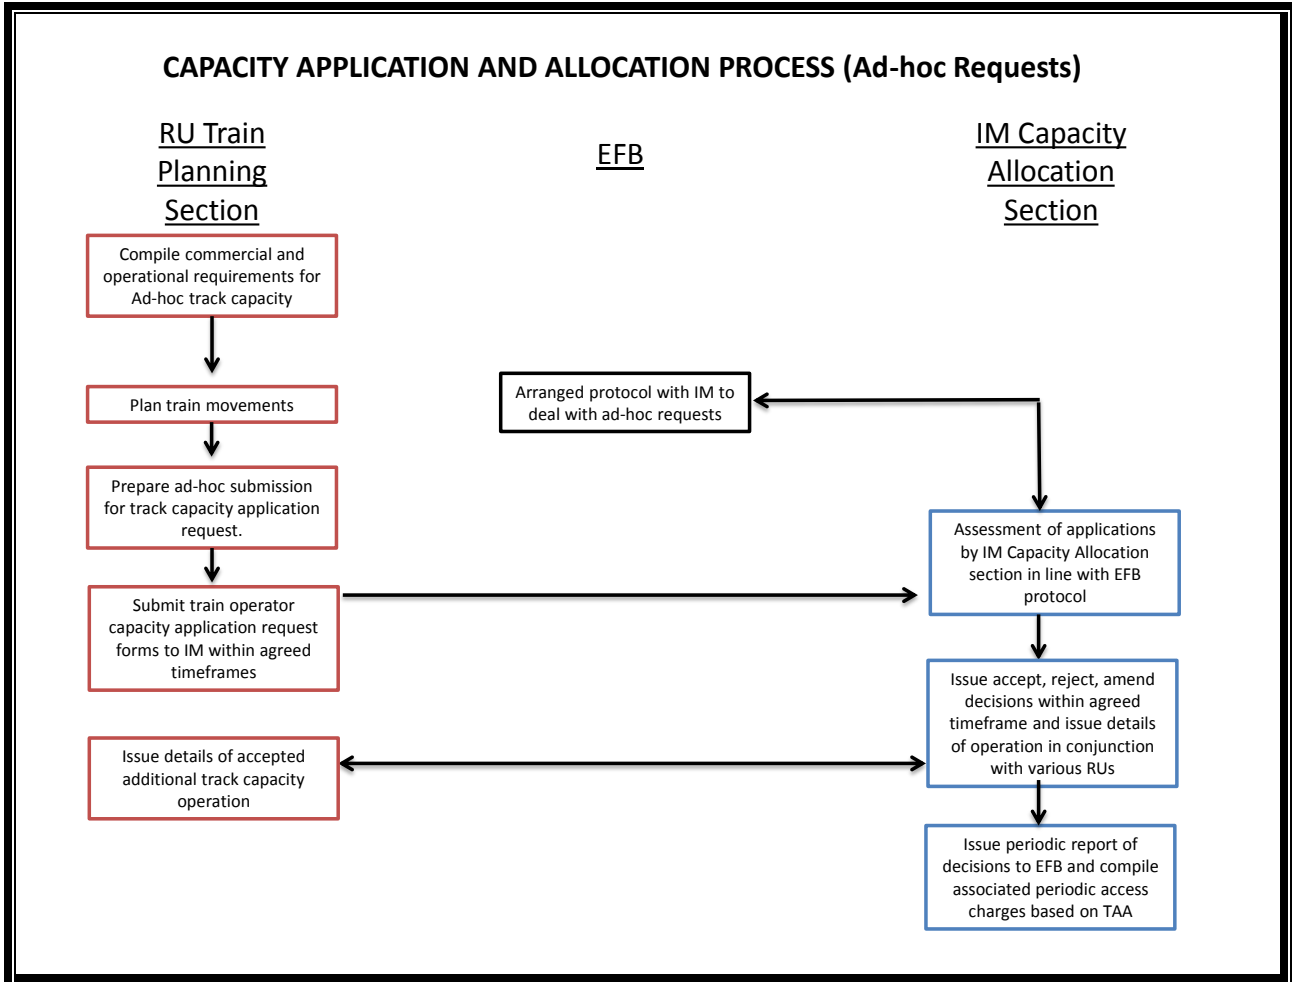 CAPACITY APPLICATION AND ALLOCATION PROCESS (Ad-hoc Requests)
RU Train
Planning
Section
EFB
IM Capacity
Allocation
Section
Compile commercial and
operational requirements for
Ad-hoc track capacity
Plan train movements
Arranged protocol with IM to
deal with ad-hoc requests
Prepare ad-hoc submission
for track capacity application
request.
Assessment of applications
by IM Capacity Allocation
section in line with EFB
protocol
Submit train operator
capacity application request
forms to IM within agreed
timeframes
Issue accept, reject, amend
decisions within agreed
timeframe and issue details
of operation in conjunction
with various RUs
Issue details of accepted
additional track capacity
operation
Issue periodic report of
decisions to EFB and compile
associated periodic access
charges based on TAA